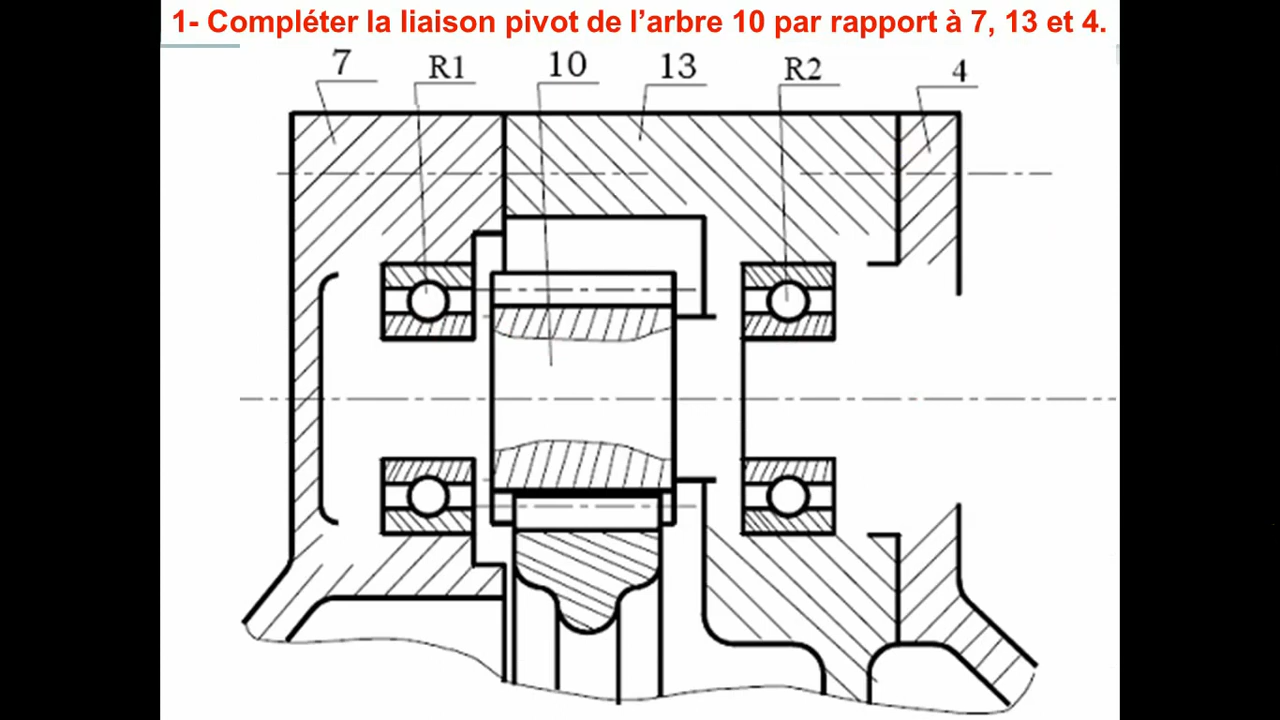 1- Compléter la liaison pivot de l’arbre 10 par rapport à 7, 13 et 4.
7 R1 10 13 R2 4